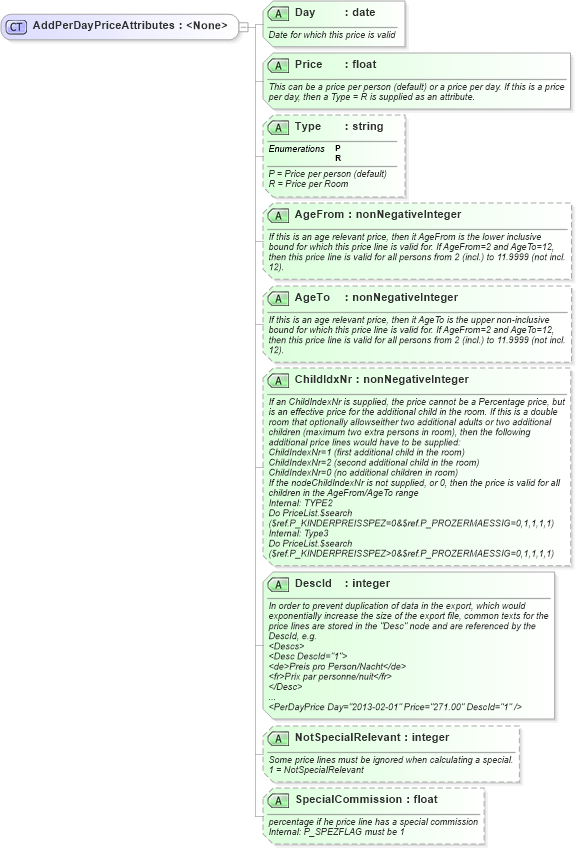 CT AddPerDayPriceAttributes : <None>
A Day : date
Date for which this price is valid
A Price : float
This can be a price per person (default) or a price per day. If this is a price
per day, then a Type = R is supplied as an attribute.
A Type : string
Enumerations P
R
P = Price per person (default)
R = Price per Room
A AgeFrom : nonNegativeInteger
If this is an age relevant price, then it AgeFrom is the lower inclusive
bound for which this price line is valid for. If AgeFrom=2 and AgeTo=12,
then this price line is valid for all persons from 2 (incl.) to 11.9999 (not incl.
12).
A AgeTo : nonNegativeInteger
If this is an age relevant price, then it AgeTo is the upper non-inclusive
bound for which this price line is valid for. If AgeFrom=2 and AgeTo=12,
then this price line is valid for all persons from 2 (incl.) to 11.9999 (not incl.
12).
A ChildIdxNr : nonNegativeInteger
If an ChildIndexNr is supplied, the price cannot be a Percentage price, but
is an effective price for the additional child in the room. If this is a double
room that optionally allowseither two additional adults or two additional
children (maximum two extra persons in room), then the following
additional price lines would have to be supplied:
ChildIndexNr=1 (first additional child in the room)
ChildIndexNr=2 (second additional child in the room)
ChildIndexNr=0 (no additional children in room)
If the nodeChildIndexNr is not supplied, or 0, then the price is valid for all
children in the AgeFrom/AgeTo range
Internal: TYPE2
Do PriceList.$search
($ref.P_KINDERPREISSPEZ=0&$ref.P_PROZERMAESSIG=0,1,1,1,1)
Internal: Type3
Do PriceList.$search
($ref.P_KINDERPREISSPEZ>0&$ref.P_PROZERMAESSIG=0,1,1,1,1)
A DescId : integer
In order to prevent duplication of data in the export, which would
exponentially increase the size of the export file, common texts for the
price lines are stored in the "Desc" node and are referenced by the
DescId, e.g.
<Descs>
<Desc DescId="1">
<de>Preis pro Person/Nacht</de>
<fr>Prix par personne/nuit</fr>
</Desc>
...
<PerDayPrice Day="2013-02-01" Price="271.00" DescId="1" />
A NotSpecialRelevant : integer
Some price lines must be ignored when calculating a special.
1 = NotSpecialRelevant
A SpecialCommission : float
percentage if he price line has a special commission
Internal: P_SPEZFLAG must be 1